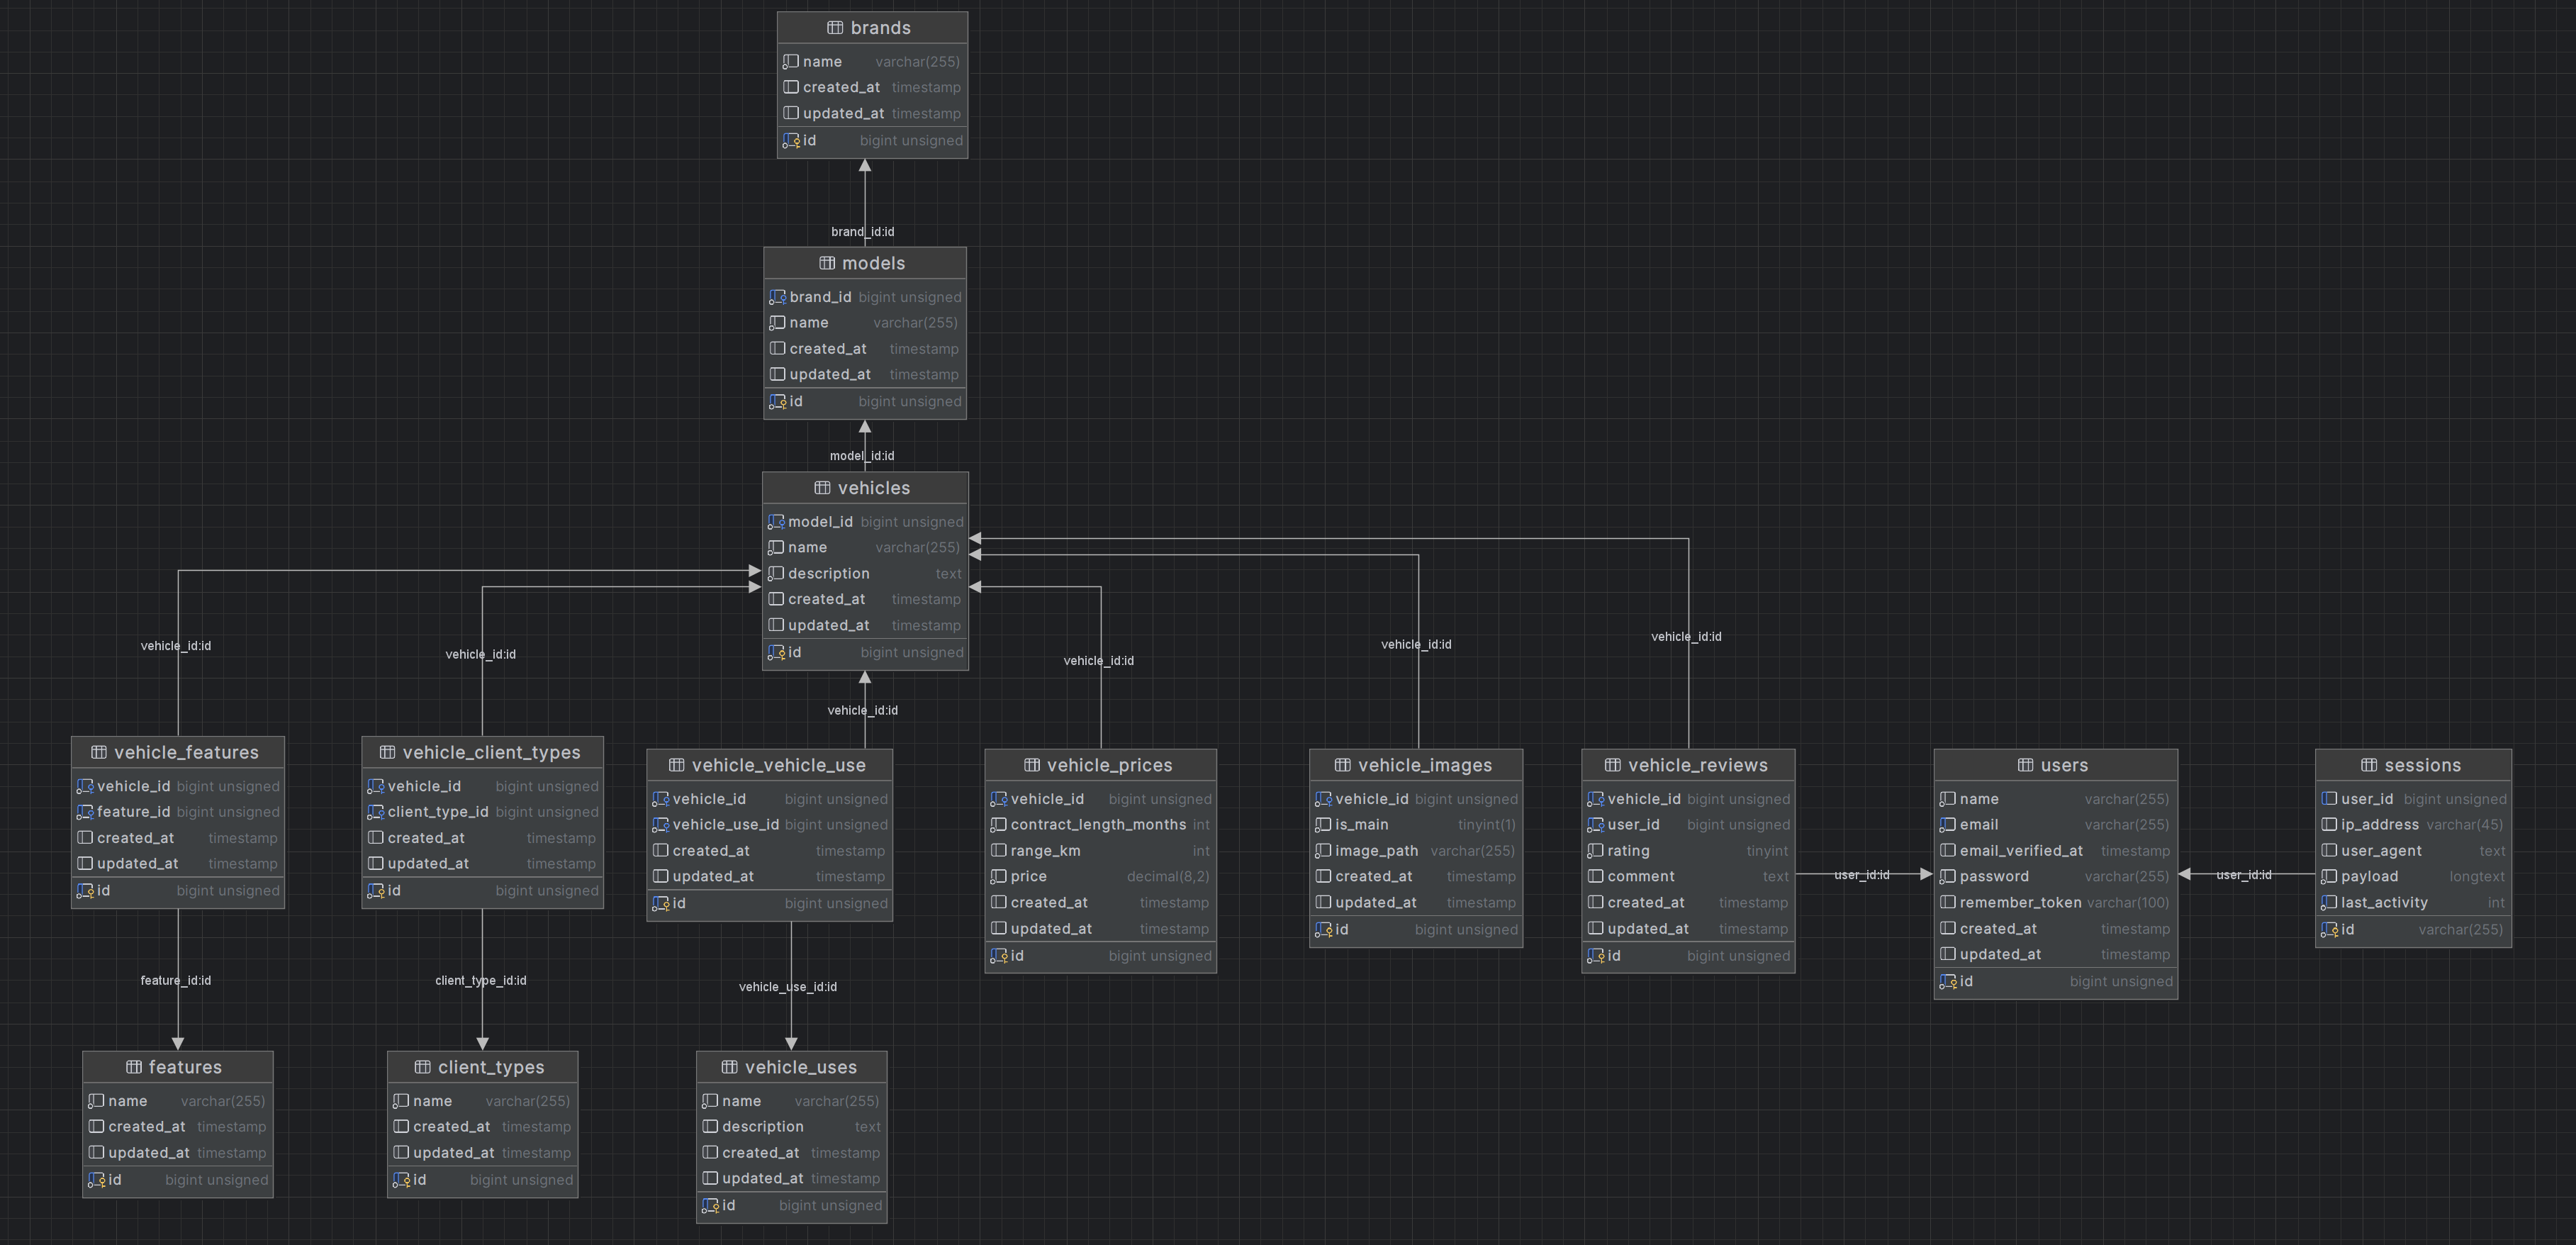 brands
name varchar(255)
created_at timestamp
updated_at timestamp
id bigint unsigned
brand_id:id
models
brand_id bigint unsigned
name varchar(255)
created_at timestamp
updated_at timestamp
id bigint unsigned
model_id:id
vehicles
model_id bigint unsigned
name varchar(255)
description text
created_at timestamp
updated_at timestamp
id bigint unsigned
vehicle_id:id
vehicle_id:id
vehicle_id:id
vehicle_id:id
vehicle_id:id
vehicle_id:id
vehicle_features
vehicle_id bigint unsigned
feature_id bigint unsigned
created_at timestamp
updated_at timestamp
id bigint unsigned
vehicle_client_types
vehicle_id bigint unsigned
client_type_id bigint unsigned
created_at timestamp
updated_at timestamp
id bigint unsigned
vehicle_vehicle_use
vehicle_id bigint unsigned
vehicle_use_id bigint unsigned
created_at timestamp
updated_at timestamp
id bigint unsigned
vehicle_prices
vehicle_id bigint unsigned
contract_length_months int
range_km int
price decimal(8,2)
created_at timestamp
updated_at timestamp
id bigint unsigned
vehicle_images
vehicle_id bigint unsigned
is_main tinyint(1)
image_path varchar(255)
created_at timestamp
updated_at timestamp
id bigint unsigned
vehicle_reviews
vehicle_id bigint unsigned
user_id bigint unsigned
rating tinyint
comment text
created_at timestamp
updated_at timestamp
id bigint unsigned
user_id:id
users
name varchar(255)
email varchar(255)
email_verified_at timestamp
password varchar(255)
remember_token varchar(100)
created_at timestamp
updated_at timestamp
id bigint unsigned
user_id:id
sessions
user_id bigint unsigned
ip_address varchar(45)
user_agent text
payload longtext
last_activity int
id varchar(255)
feature_id:id
client_type_id:id
vehicle_use_id:id
features
name varchar(255)
created_at timestamp
updated_at timestamp
id bigint unsigned
client_types
name varchar(255)
created_at timestamp
updated_at timestamp
id bigint unsigned
vehicle_uses
name varchar(255)
description text
created_at timestamp
updated_at timestamp
id bigint unsigned